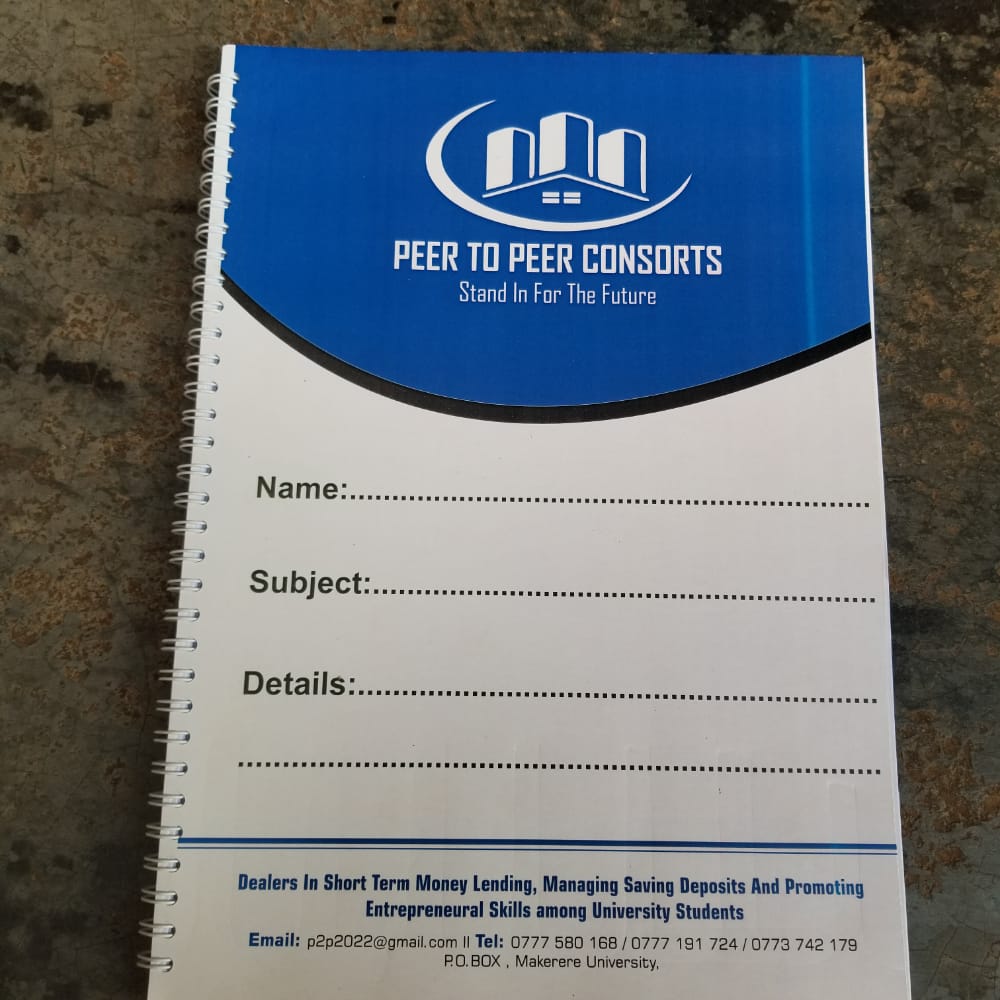 PEER TO PEER CONSORTS
Stand In For The Future
Name:..........................................................................
Subject:.......................................................................
Details:.......................................................................
..................................................................................
Dealers In Short Term Money Lending, Managing Saving Deposits And Promoting
Entrepreneural Skills among University Students
Email: p2p2022@gmail.com II Tel: 0777 580 168 / 0777 191 724 / 0773 742 179
P.O.BOX , Makerere University,